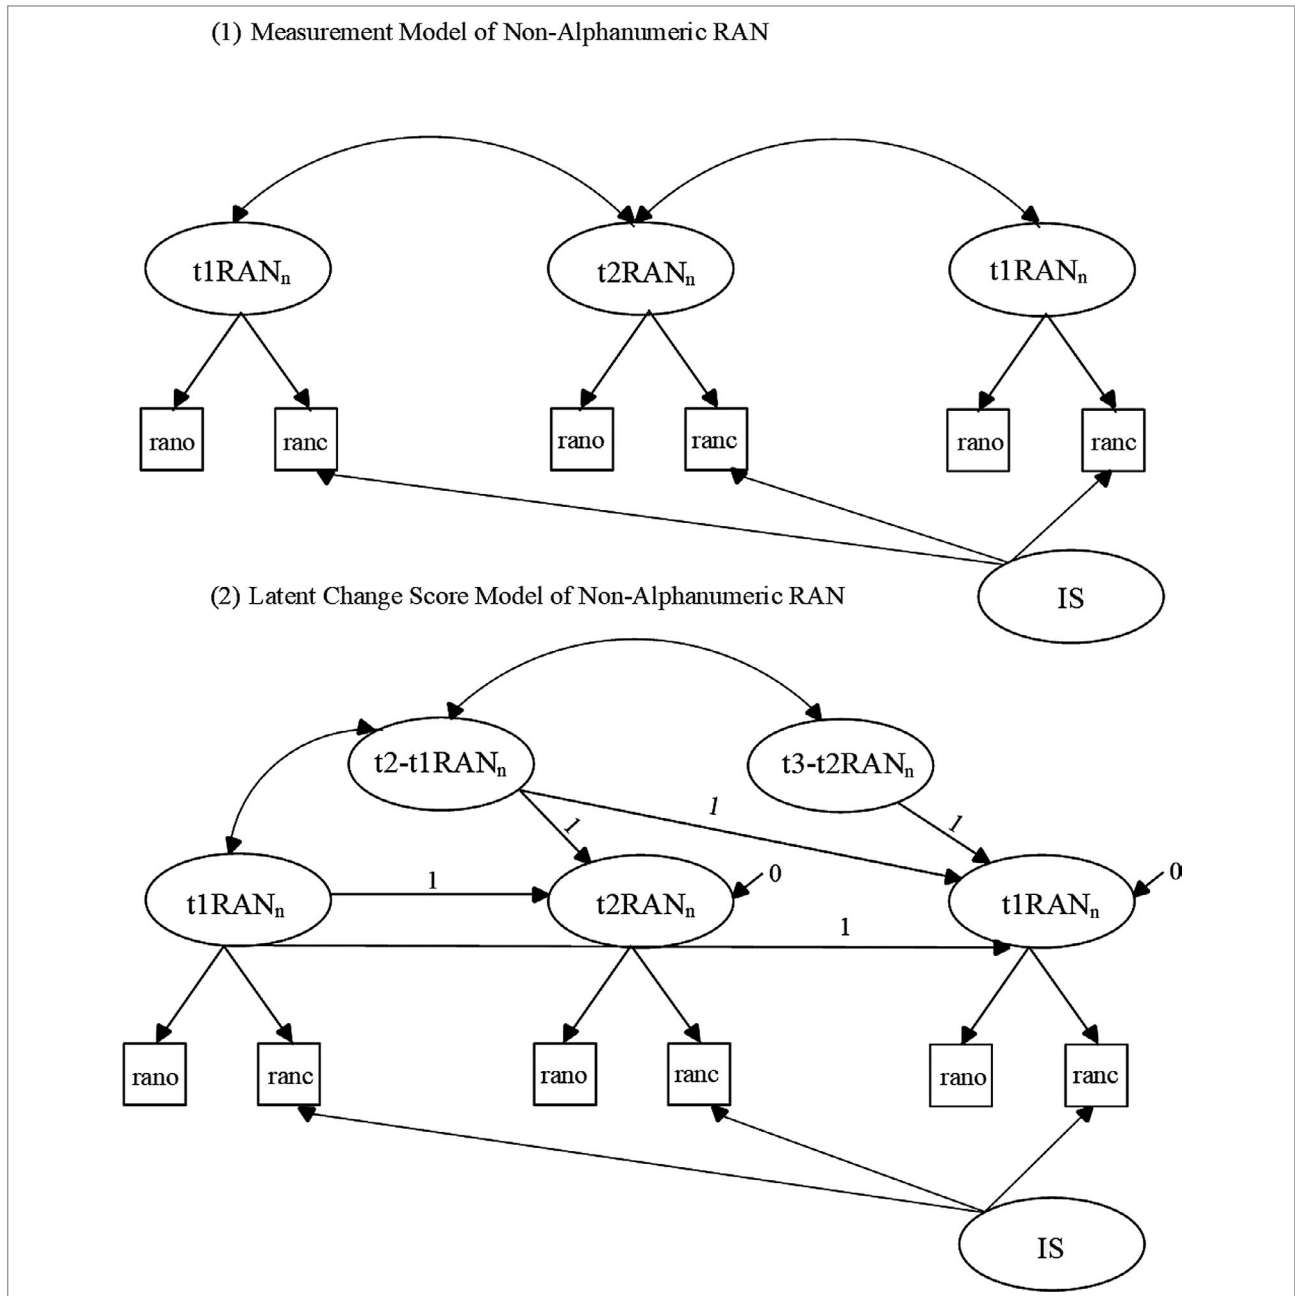 (1) Measurement Model of Non-Alphanumeric RAN
t1RANn t2RANn t1RANn
rano ranc rano ranc rano ranc
IS
(2) Latent Change Score Model of Non-Alphanumeric RAN
t2-t1RANn t3-t2RANn
1 1 1
1 0 0
t1RANn t2RANn t1RANn
1
rano ranc rano ranc rano ranc
IS